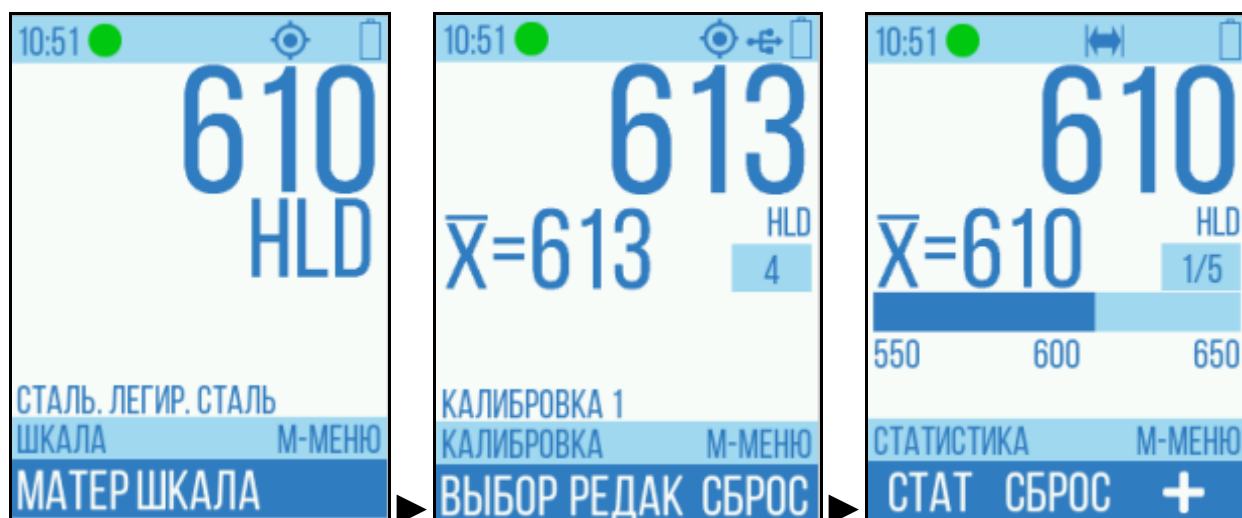 10:51
610
HLD
СТАЛЬ. ЛЕГИР. СТАЛЬ
ШКАЛА М-МЕНЮ
МАТЕР ШКАЛА
10:51
613
HLD
X̅=613
4
КАЛИБРОВКА 1
КАЛИБРОВКА М-МЕНЮ
ВЫБОР РЕДАК СБРОС
10:51
610
HLD
X̅=610
1/5
550 600 650
СТАТИСТИКА М-МЕНЮ
СТАТ СБРОС +